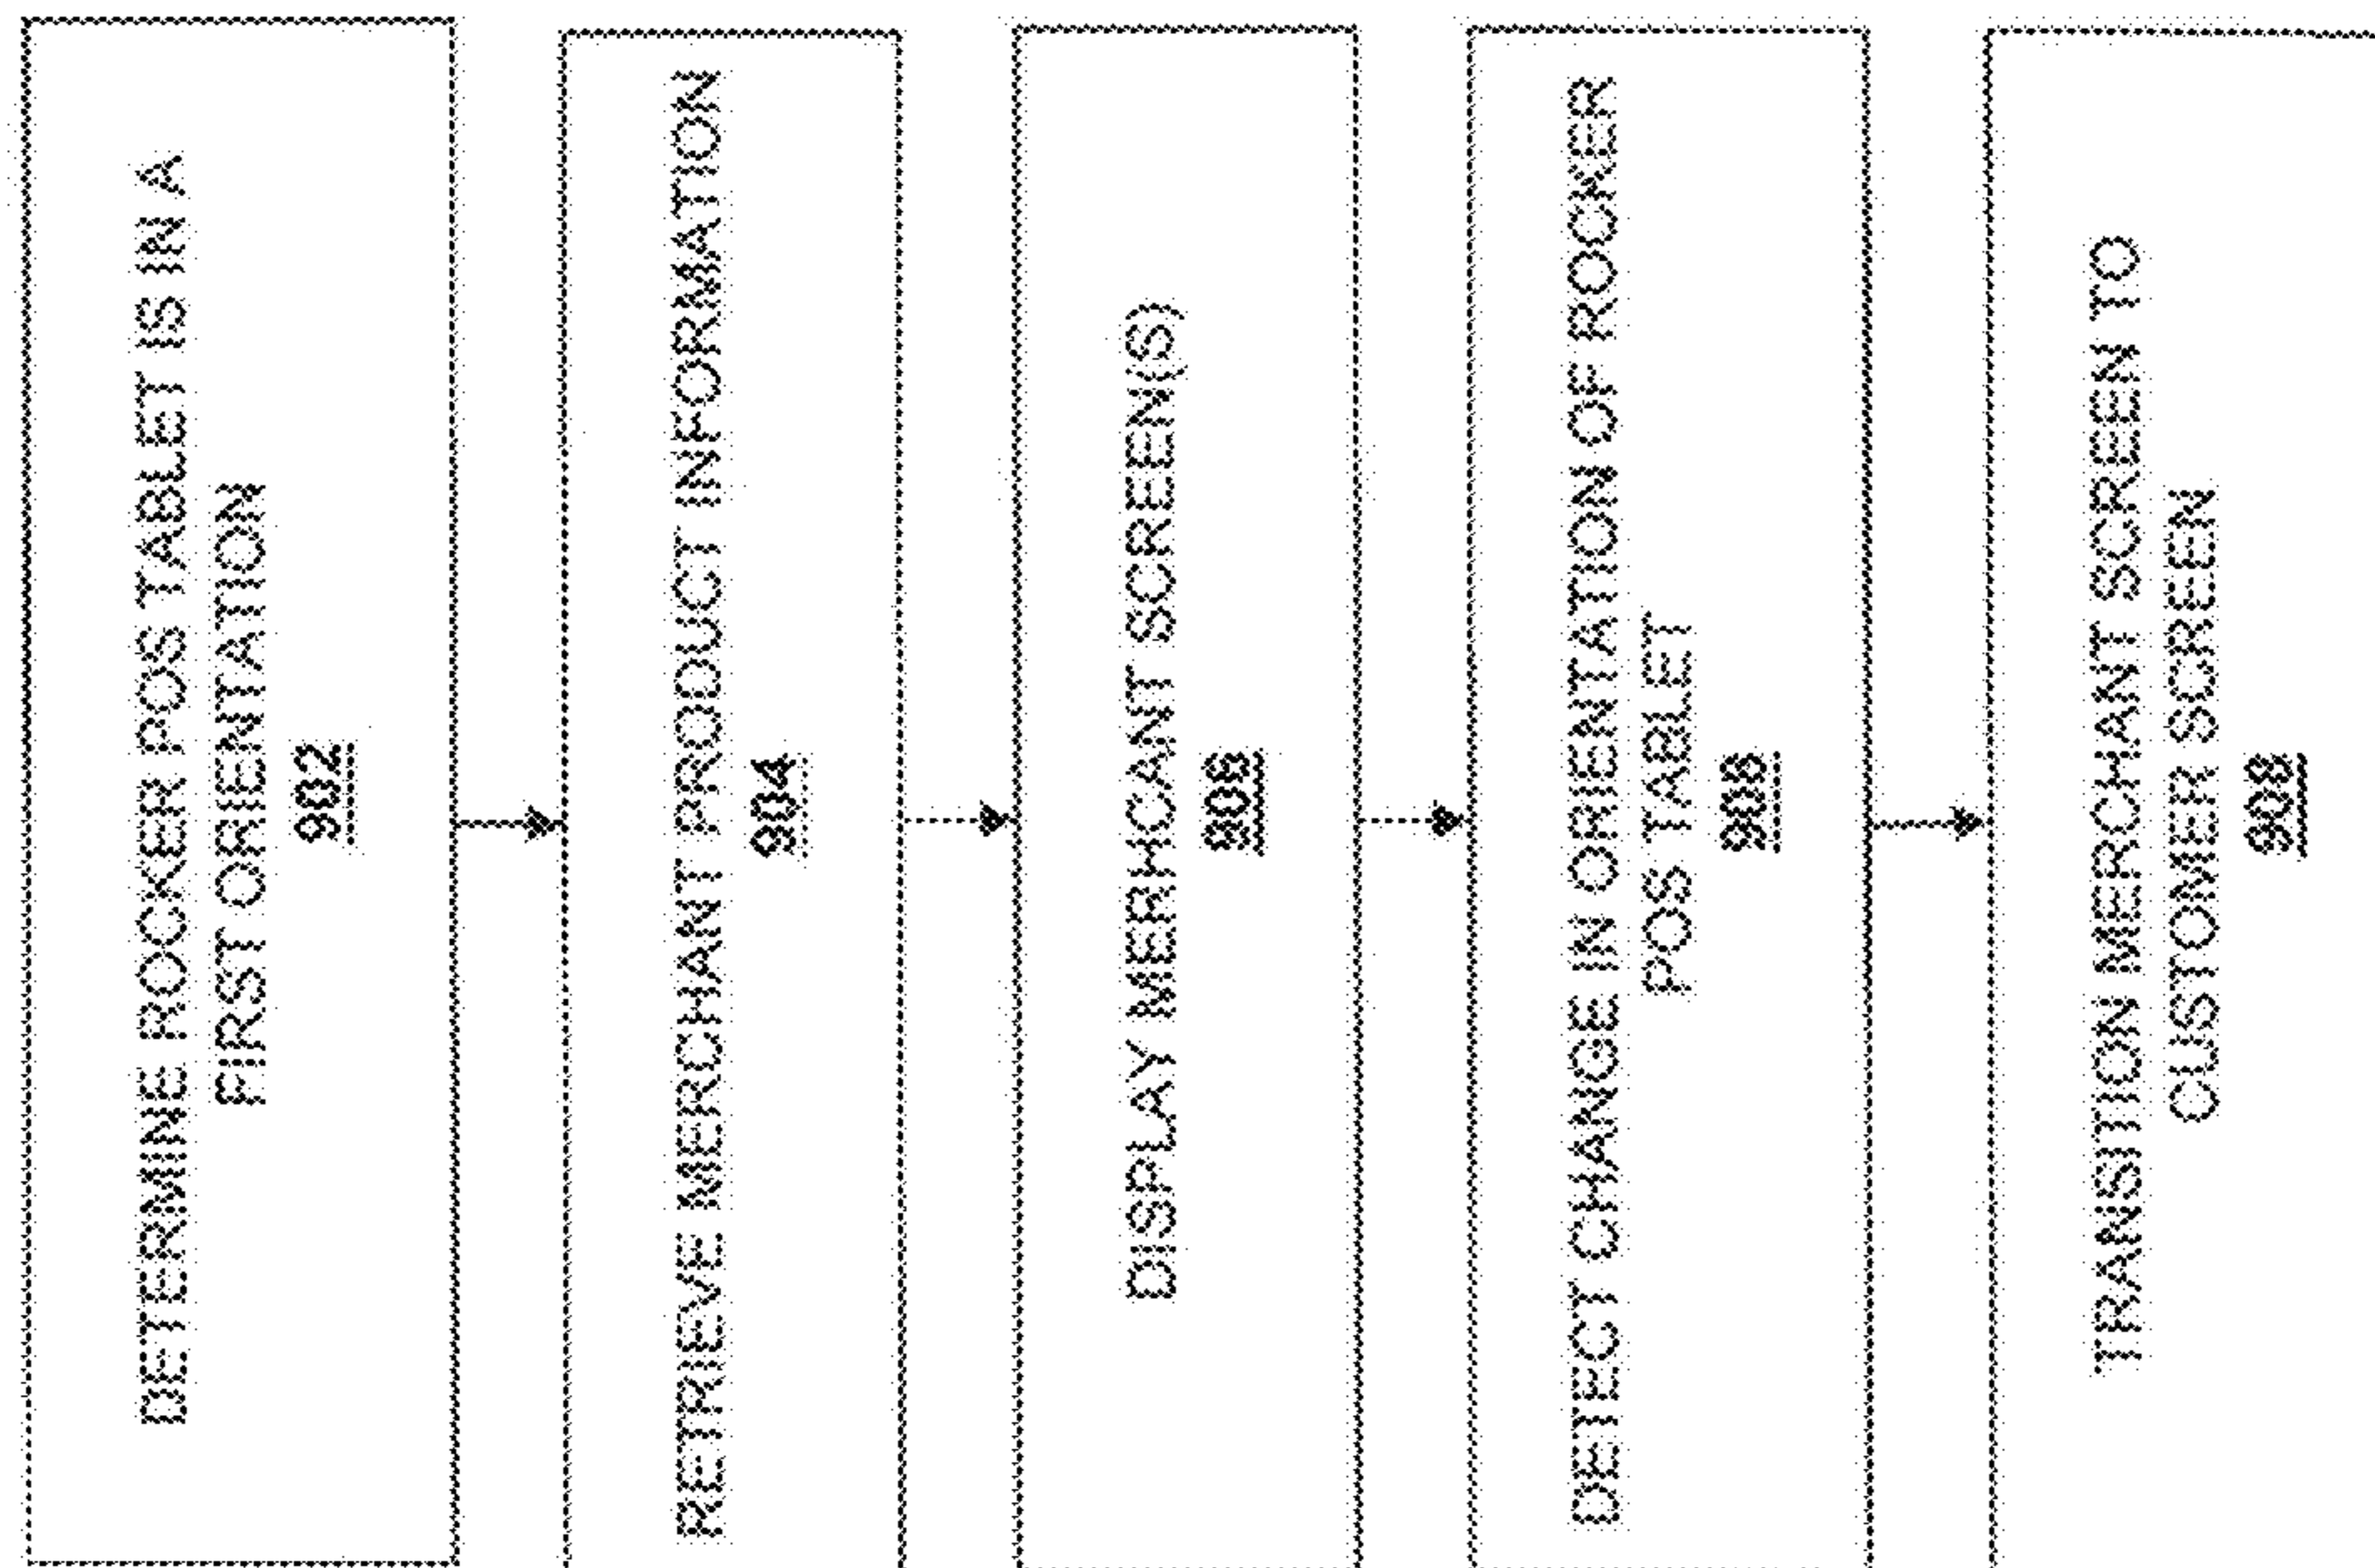 DETERMINE ROCKER POS TABLET IS IN A
FIRST ORIENTATION
902
RETRIEVE MERCHANT PRODUCT INFORMATION
904
DISPLAY MERHCANT SCREEN(S)
906
DETECT CHANGE IN ORIENTATION OF ROCKER
POS TABLET
TRANSITION MERCHANT SCREEN TO
CUSTOMER SCREEN
908